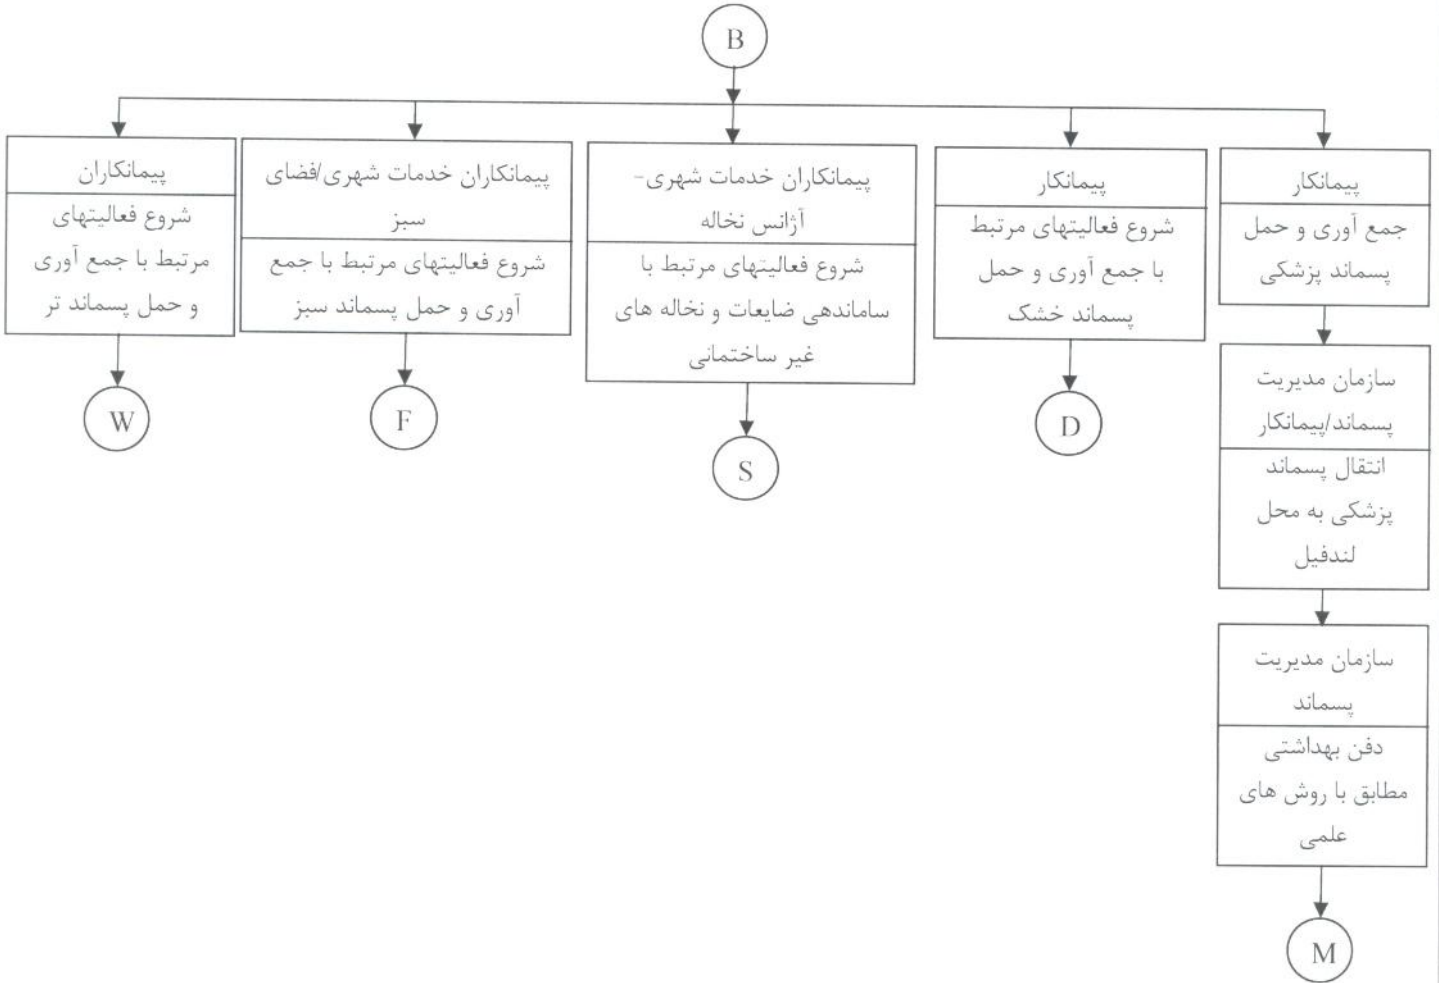 B
پیمانکار
جمع آوری و حمل
پسماند پزشکی
سازمان مدیریت
پسماند/پیمانکار
انتقال پسماند
پزشکی به محل
لندفیل
سازمان مدیریت
پسماند
دفن بهداشتی
مطابق با روش های
علمی
M
پیمانکار
شروع فعالیتهای مرتبط
با جمع آوری و حمل
پسماند خشک
D
پیمانکاران خدمات شهری-
آژانس نخاله
شروع فعالیتهای مرتبط با
ساماندهی ضایعات و نخاله های
غیر ساختمانی
S
پیمانکاران خدمات شهری/فضای
سبز
شروع فعالیتهای مرتبط با جمع
آوری و حمل پسماند سبز
F
پیمانکاران
شروع فعالیتهای
مرتبط با جمع آوری
و حمل پسماند تر
W